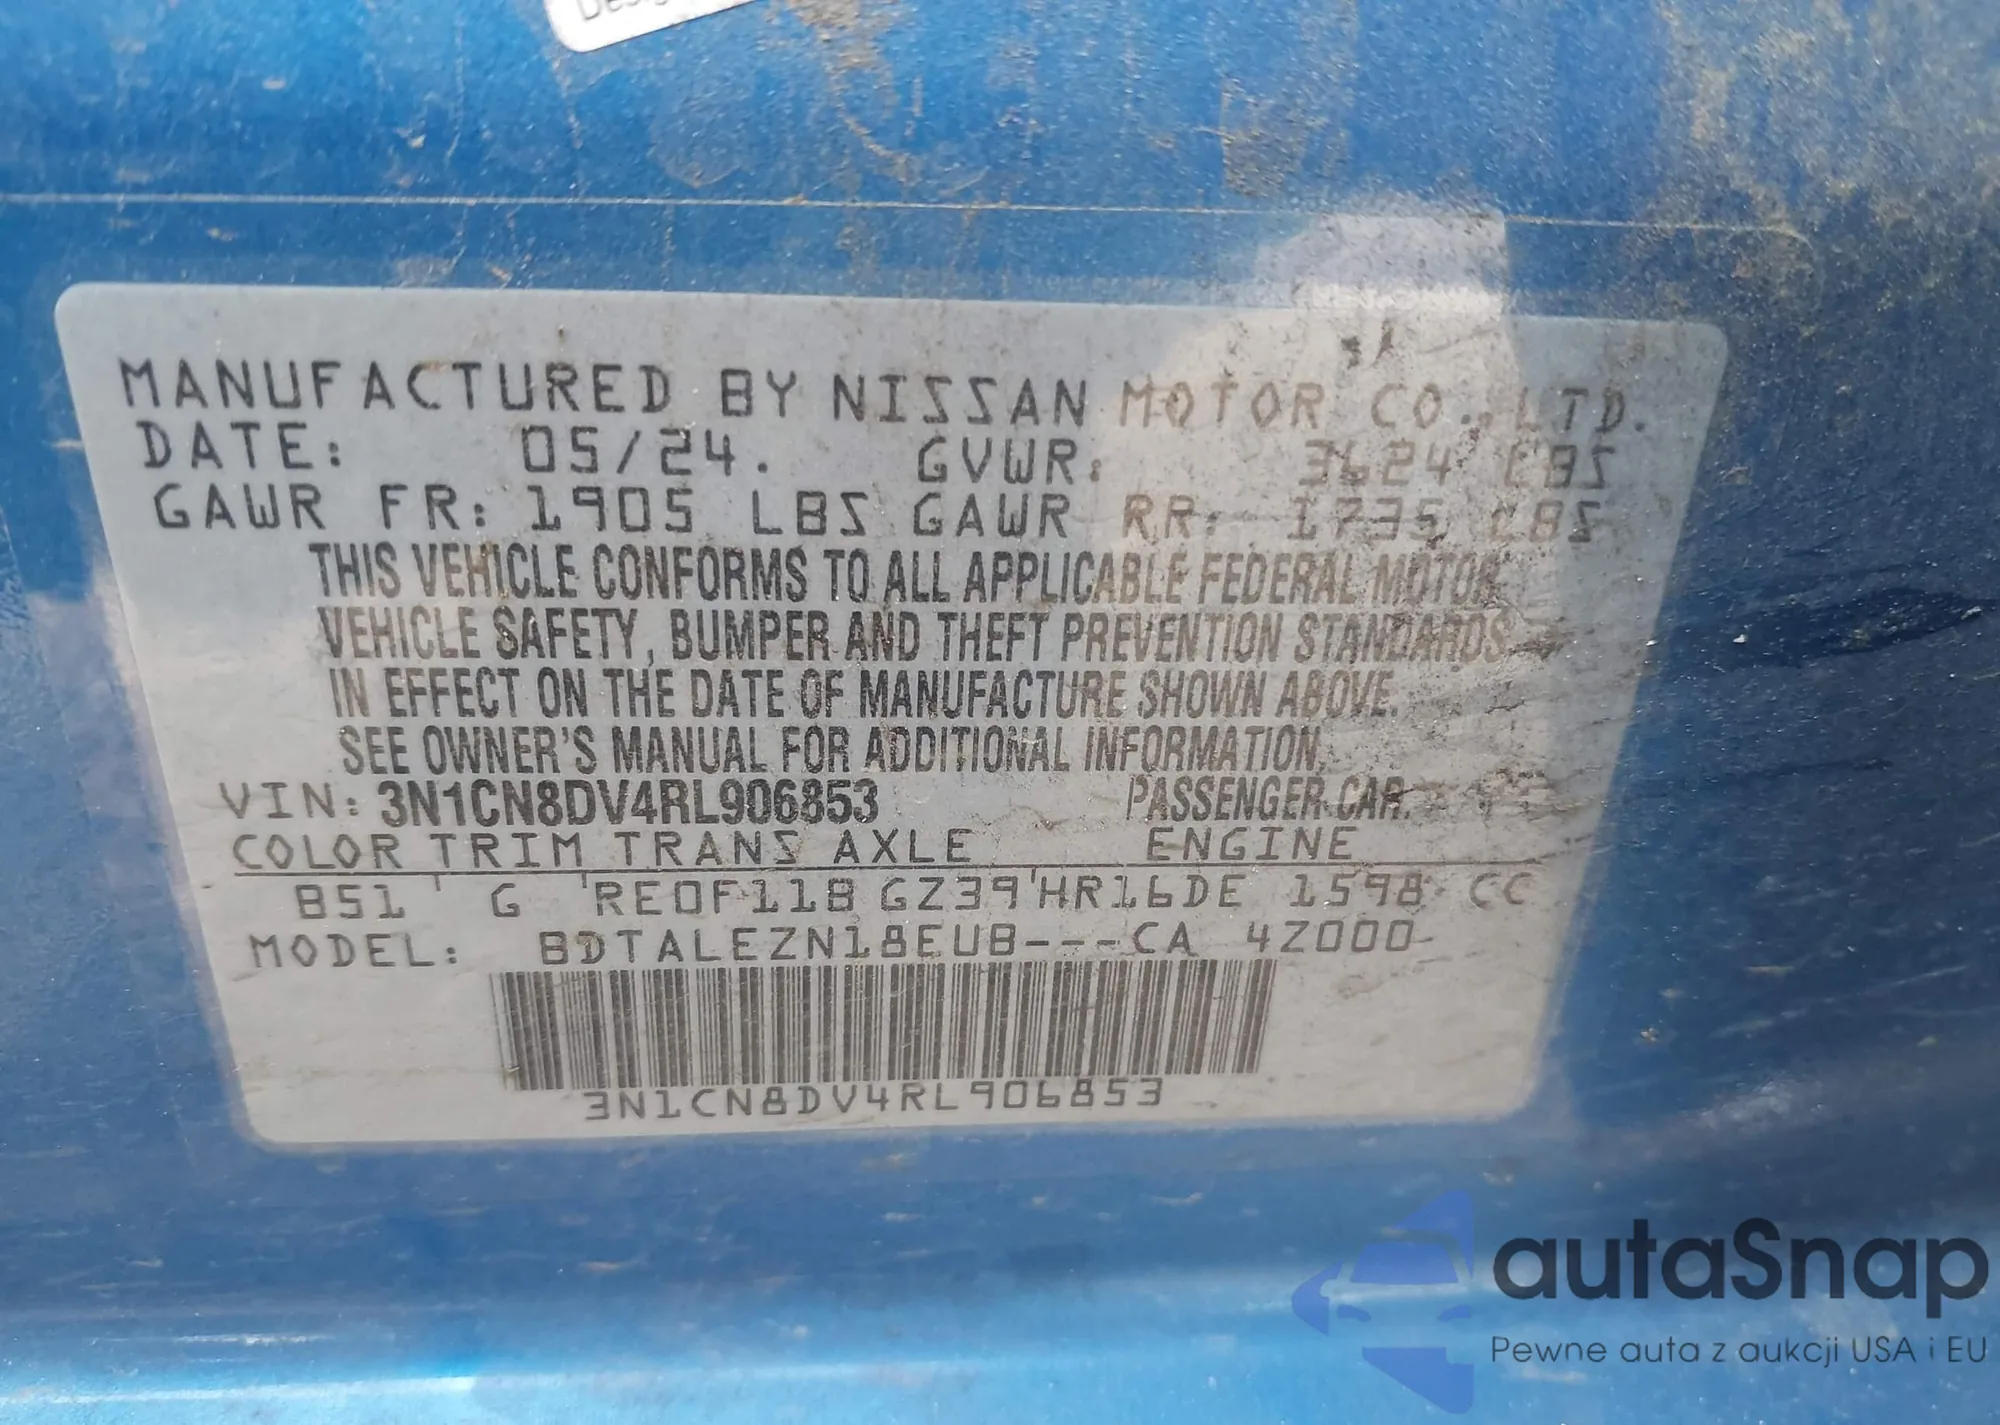 MANUFACTURED BY NISSAN MOTOR CO., LTD.
DATE: 05/24. GVWR: 3624 LBS
GAWR FR: 1905 LBS GAWR RR: 1735 LBS
THIS VEHICLE CONFORMS TO ALL APPLICABLE FEDERAL MOTOR
VEHICLE SAFETY, BUMPER AND THEFT PREVENTION STANDARDS
IN EFFECT ON THE DATE OF MANUFACTURE SHOWN ABOVE.
SEE OWNER'S MANUAL FOR ADDITIONAL INFORMATION.
VIN: 3N1CN8DV4RL906853 PASSENGER CAR.
COLOR TRIM TRANS AXLE ENGINE
B51 G RE0F11B GZ39 HR16DE 1598 CC
MODEL: BDTALEZN18EUB---CA 4Z000
3N1CN8DV4RL906853
autaSnap
Pewne auta z aukcji USA i EU